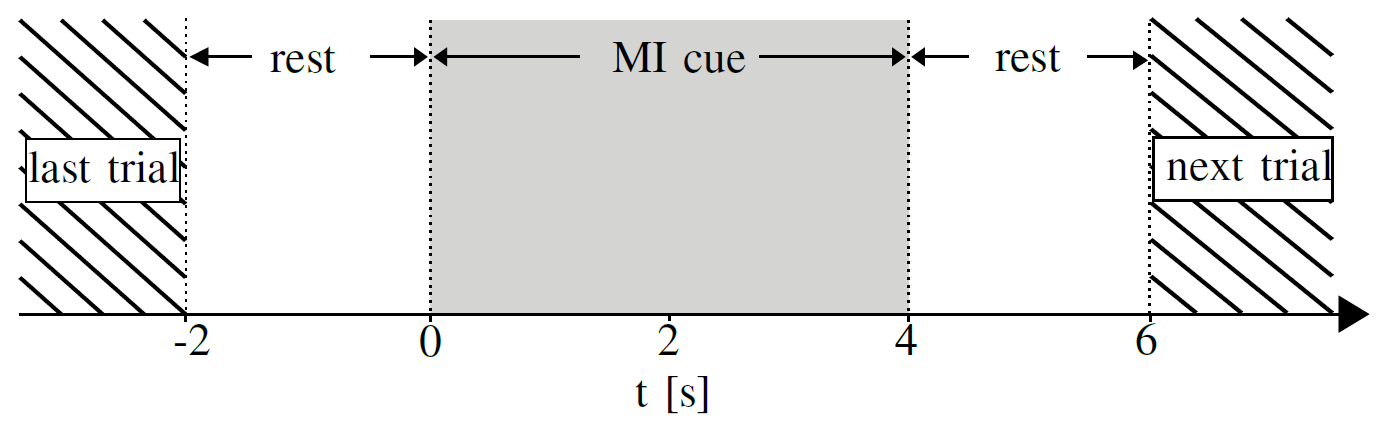 rest MI cue rest
last trial next trial
-2 0 2 4 6
t [s]